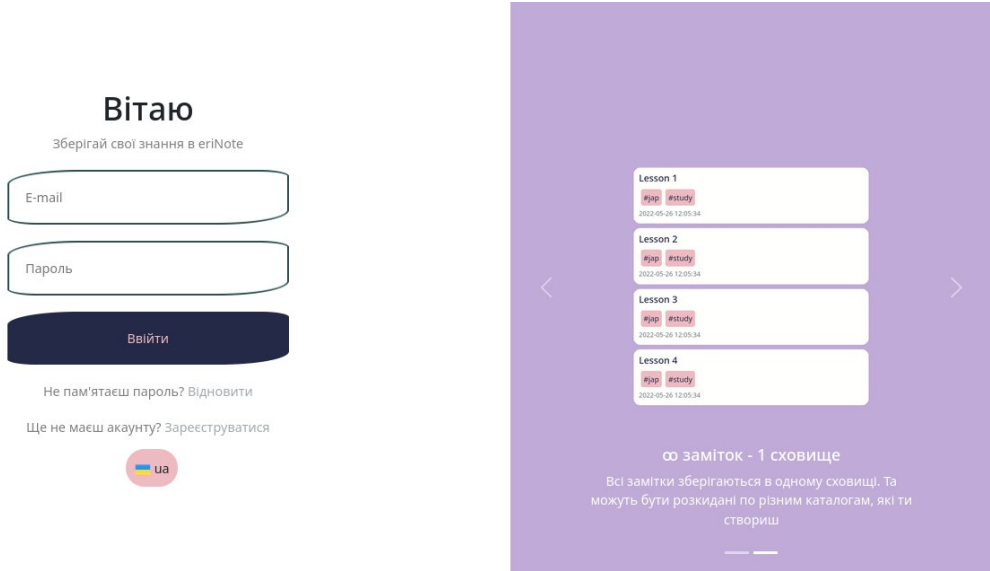 Вітаю
Зберігай свої знання в eriNote
E-mail
Пароль
Ввійти
Не пам'ятаєш пароль? Відновити
Ще не маєш акаунту? Зареєструватися
ua
Lesson 1
#jap #study
2022-05-26 12:05:34
Lesson 2
#jap #study
2022-05-26 12:05:34
Lesson 3
#jap #study
2022-05-26 12:05:34
Lesson 4
#jap #study
2022-05-26 12:05:34
∞ заміток - 1 сховище
Всі замітки зберігаються в одному сховищі. Та
можуть бути розкидані по різним каталогам, які ти
створиш